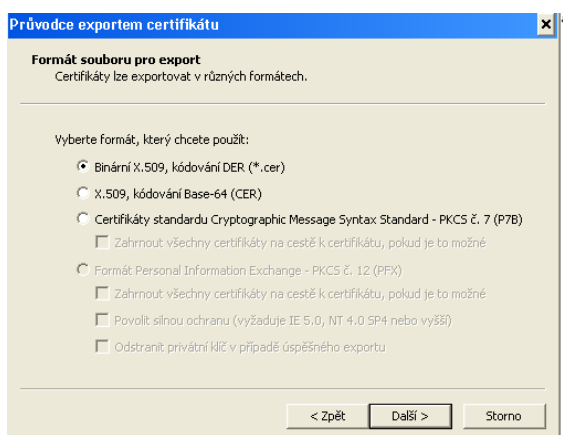 Průvodce exportem certifikátu
Formát souboru pro export
Certifikáty lze exportovat v různých formátech.
Vyberte formát, který chcete použít:
Binární X.509, kódování DER (*.cer)
X.509, kódování Base-64 (CER)
Certifikáty standardu Cryptographic Message Syntax Standard - PKCS č. 7 (P7B)
Zahrnout všechny certifikáty na cestě k certifikátu, pokud je to možné
Formát Personal Information Exchange - PKCS č. 12 (PFX)
Zahrnout všechny certifikáty na cestě k certifikátu, pokud je to možné
Povolit silnou ochranu (vyžaduje IE 5.0, NT 4.0 SP4 nebo vyšší)
Odstranit privátní klíč v případě úspěšného exportu
< Zpět Další > Storno